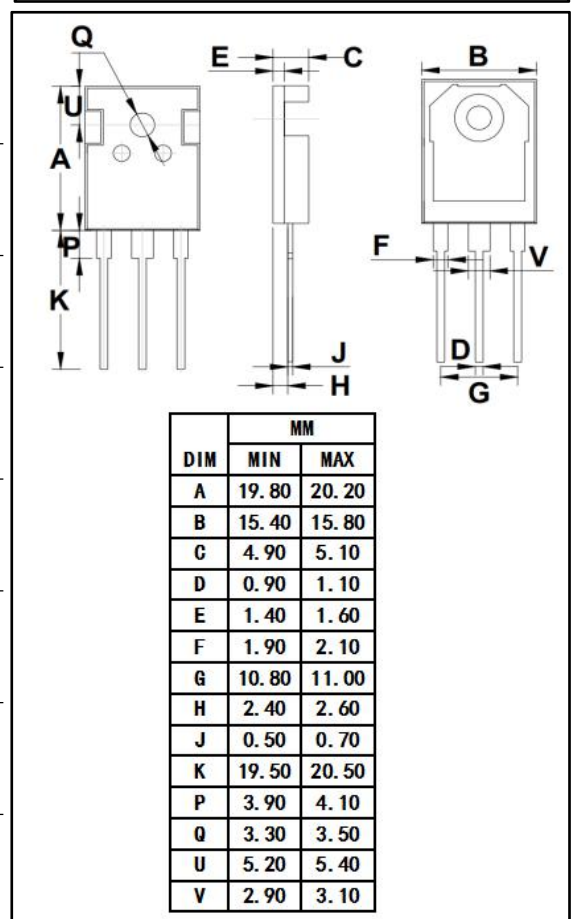 Q
E
C
B
U
A
P
K
F
V
J
D
H
G
MM
DIM MIN MAX
A 19.80 20.20
B 15.40 15.80
C 4.90 5.10
D 0.90 1.10
E 1.40 1.60
F 1.90 2.10
G 10.80 11.00
H 2.40 2.60
J 0.50 0.70
K 19.50 20.50
P 3.90 4.10
Q 3.30 3.50
U 5.20 5.40
V 2.90 3.10